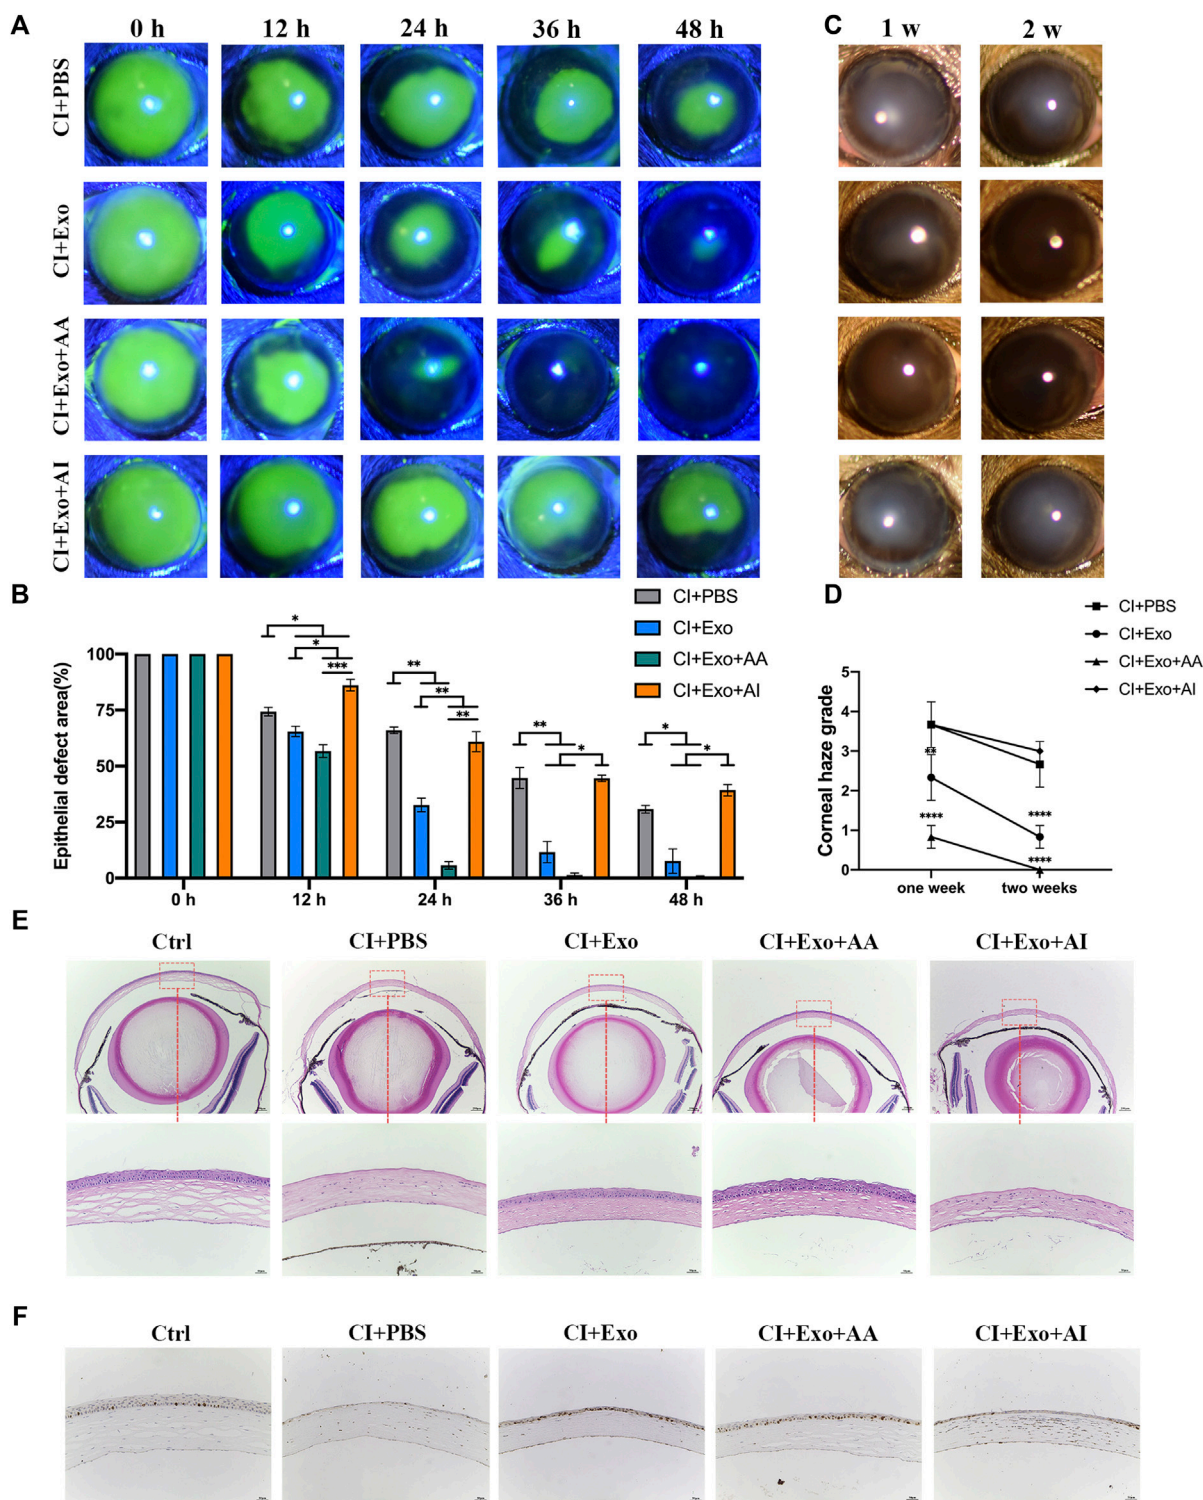 A
0 h
12 h
24 h
36 h
48 h
C
1 w
2 w
CI+PBS
CI+Exo
CI+Exo+AA
CI+Exo+AI
B
CI+PBS
CI+Exo
CI+Exo+AA
CI+Exo+AI
Epithelial defect area(%)
100
75
50
25
0
*
*
***
**
**
**
**
*
*
*
0 h
12 h
24 h
36 h
48 h
D
CI+PBS
CI+Exo
CI+Exo+AA
CI+Exo+AI
Corneal haze grade
5
4
3
2
1
0
**
****
****
****
one week
two weeks
E
Ctrl
CI+PBS
CI+Exo
CI+Exo+AA
CI+Exo+AI
F
Ctrl
CI+PBS
CI+Exo
CI+Exo+AA
CI+Exo+AI